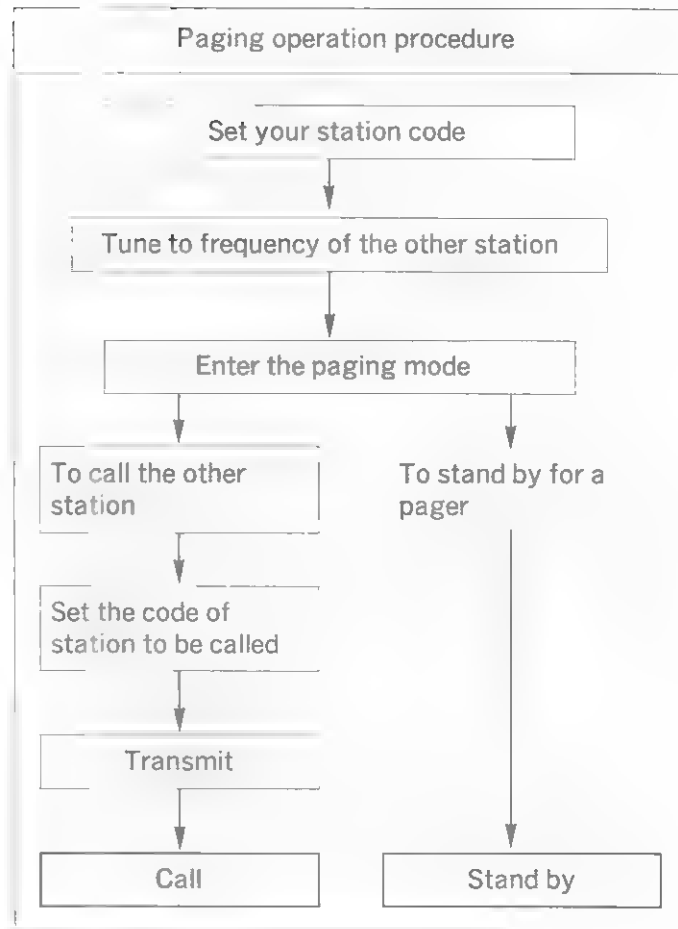 Paging operation procedure
Set your station code
Tune to frequency of the other station
Enter the paging mode
To call the other
station
To stand by for a
pager
Set the code of
station to be called
Transmit
Call
Stand by